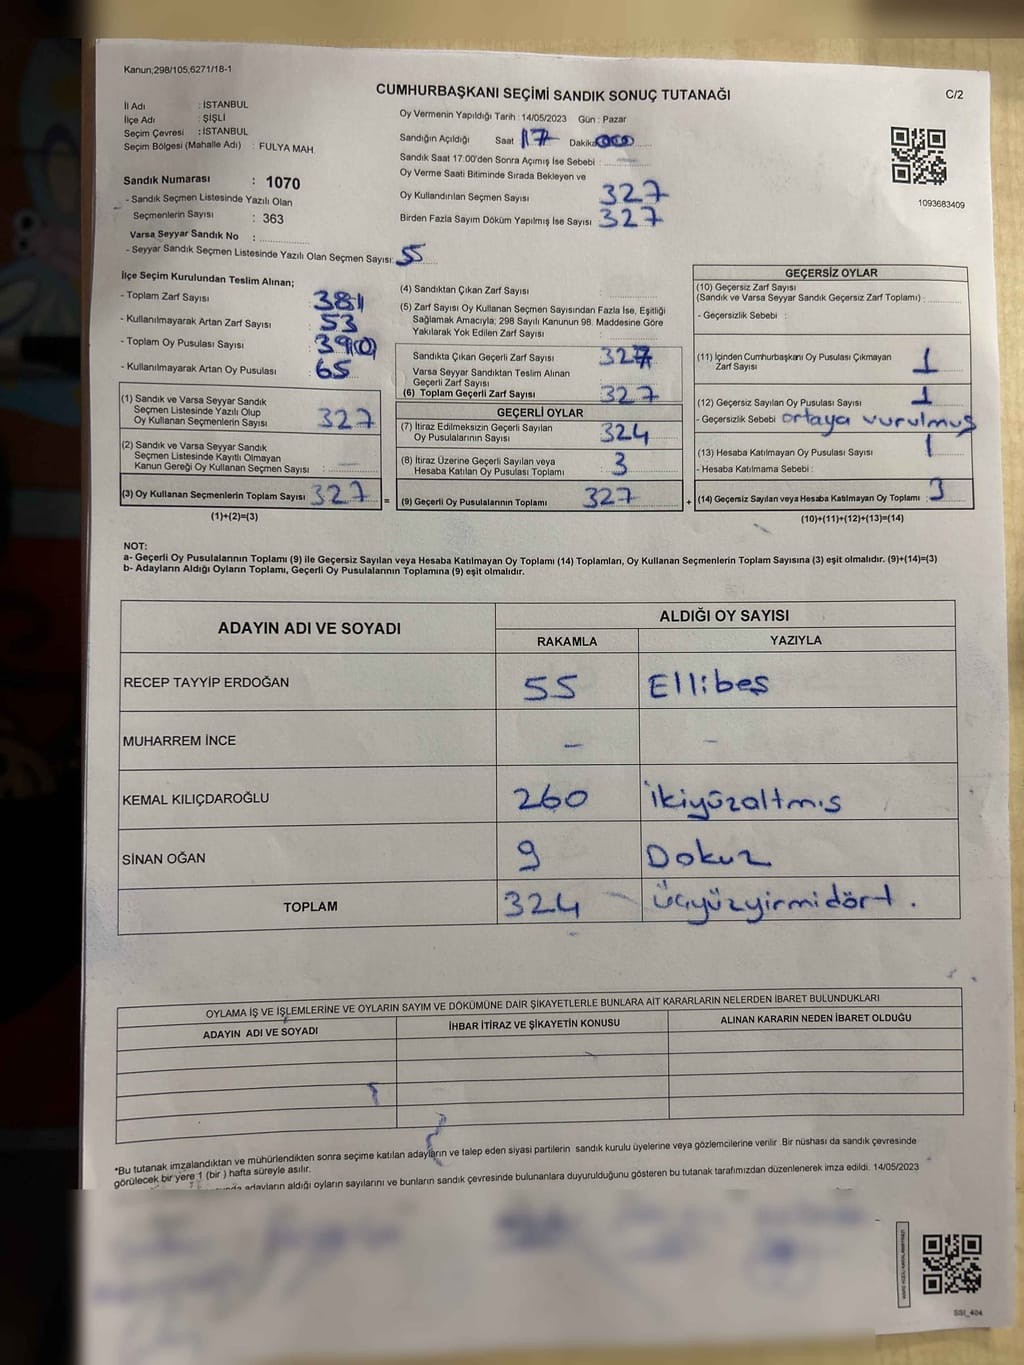 Kanun;298/105,6271/18-1
CUMHURBAŞKANI SEÇİMİ SANDIK SONUÇ TUTANAĞI
C/2
İl Adı : İSTANBUL
İlçe Adı : ŞİŞLİ
Seçim Çevresi : İSTANBUL
Seçim Bölgesi (Mahalle Adı) : FULYA MAH.
Sandık Numarası : 1070
- Sandık Seçmen Listesinde Yazılı Olan
Seçmenlerin Sayısı : 363
Varsa Seyyar Sandık No :
- Seyyar Sandık Seçmen Listesinde Yazılı Olan Seçmen Sayısı: 55
Oy Vermenin Yapıldığı Tarih : 14/05/2023 Gün : Pazar
Sandığın Açıldığı Saat 17 Dakika 000
Sandık Saat 17.00'den Sonra Açımış İse Sebebi : —
Oy Verme Saati Bitiminde Sırada Bekleyen ve
Oy Kullandırılan Seçmen Sayısı 327
Birden Fazla Sayım Döküm Yapılmış İse Sayısı 327
1093683409
İlçe Seçim Kurulundan Teslim Alınan;
- Toplam Zarf Sayısı : 381
- Kullanılmayarak Artan Zarf Sayısı : 53
- Toplam Oy Pusulası Sayısı : 390
- Kullanılmayarak Artan Oy Pusulası : 65
(1) Sandık ve Varsa Seyyar Sandık
Seçmen Listesinde Yazılı Olup
Oy Kullanan Seçmenlerin Sayısı : 327
(2) Sandık ve Varsa Seyyar Sandık
Seçmen Listesinde Kayıtlı Olmayan
Kanun Gereği Oy Kullanan Seçmen Sayısı : —
(3) Oy Kullanan Seçmenlerin Toplam Sayısı : 327
(1)+(2)=(3)
=
(4) Sandıktan Çıkan Zarf Sayısı :
(5) Zarf Sayısı Oy Kullanan Seçmen Sayısından Fazla İse, Eşitliği
Sağlamak Amacıyla; 298 Sayılı Kanunun 98. Maddesine Göre
Yakılarak Yok Edilen Zarf Sayısı :
Sandıkta Çıkan Geçerli Zarf Sayısı 327
Varsa Seyyar Sandıktan Teslim Alınan
Geçerli Zarf Sayısı
(6) Toplam Geçerli Zarf Sayısı 327
GEÇERLİ OYLAR
(7) İtiraz Edilmeksizin Geçerli Sayılan
Oy Pusulalarının Sayısı : 324
(8) İtiraz Üzerine Geçerli Sayılan veya
Hesaba Katılan Oy Pusulası Toplamı : 3
(9) Geçerli Oy Pusulalarının Toplamı : 327
+
GEÇERSİZ OYLAR
(10) Geçersiz Zarf Sayısı
(Sandık ve Varsa Seyyar Sandık Geçersiz Zarf Toplamı) :
- Geçersizlik Sebebi :
(11) İçinden Cumhurbaşkanı Oy Pusulası Çıkmayan
Zarf Sayısı : 1
(12) Geçersiz Sayılan Oy Pusulası Sayısı : 1
- Geçersizlik Sebebi ortaya vurulmuş
(13) Hesaba Katılmayan Oy Pusulası Sayısı : 1
- Hesaba Katılmama Sebebi :
(14) Geçersiz Sayılan veya Hesaba Katılmayan Oy Toplamı : 3
(10)+(11)+(12)+(13)=(14)
NOT:
a- Geçerli Oy Pusulalarının Toplamı (9) ile Geçersiz Sayılan veya Hesaba Katılmayan Oy Toplamı (14) Toplamları, Oy Kullanan Seçmenlerin Toplam Sayısına (3) eşit olmalıdır. (9)+(14)=(3)
b- Adayların Aldığı Oyların Toplamı, Geçerli Oy Pusulalarının Toplamına (9) eşit olmalıdır.
ADAYIN ADI VE SOYADI
ALDIĞI OY SAYISI
RAKAMLA YAZIYLA
RECEP TAYYİP ERDOĞAN 55 Ellibeş
MUHARREM İNCE – –
KEMAL KILIÇDAROĞLU 260 ikiyüzaltmış
SİNAN OĞAN 9 Dokuz
TOPLAM 324 üçyüzyirmidört.
OYLAMA İŞ VE İŞLEMLERİNE VE OYLARIN SAYIM VE DÖKÜMÜNE DAİR ŞİKAYETLERLE BUNLARA AİT KARARLARIN NELERDEN İBARET BULUNDUKLARI
ADAYIN ADI VE SOYADI İHBAR İTİRAZ VE ŞİKAYETİN KONUSU ALINAN KARARIN NEDEN İBARET OLDUĞU
*Bu tutanak imzalandıktan ve mühürlendikten sonra seçime katılan adayların ve talep eden siyasi partilerin sandık kurulu üyelerine veya gözlemcilerine verilir. Bir nüshası da sandık çevresinde
görülecek bir yere 1 (bir ) hafta süreyle asılır.
adayların aldığı oyların sayılarını ve bunların sandık çevresinde bulunanlara duyurulduğunu gösteren bu tutanak tarafımızdan düzenlenerek imza edildi. 14/05/2023
SSI_404